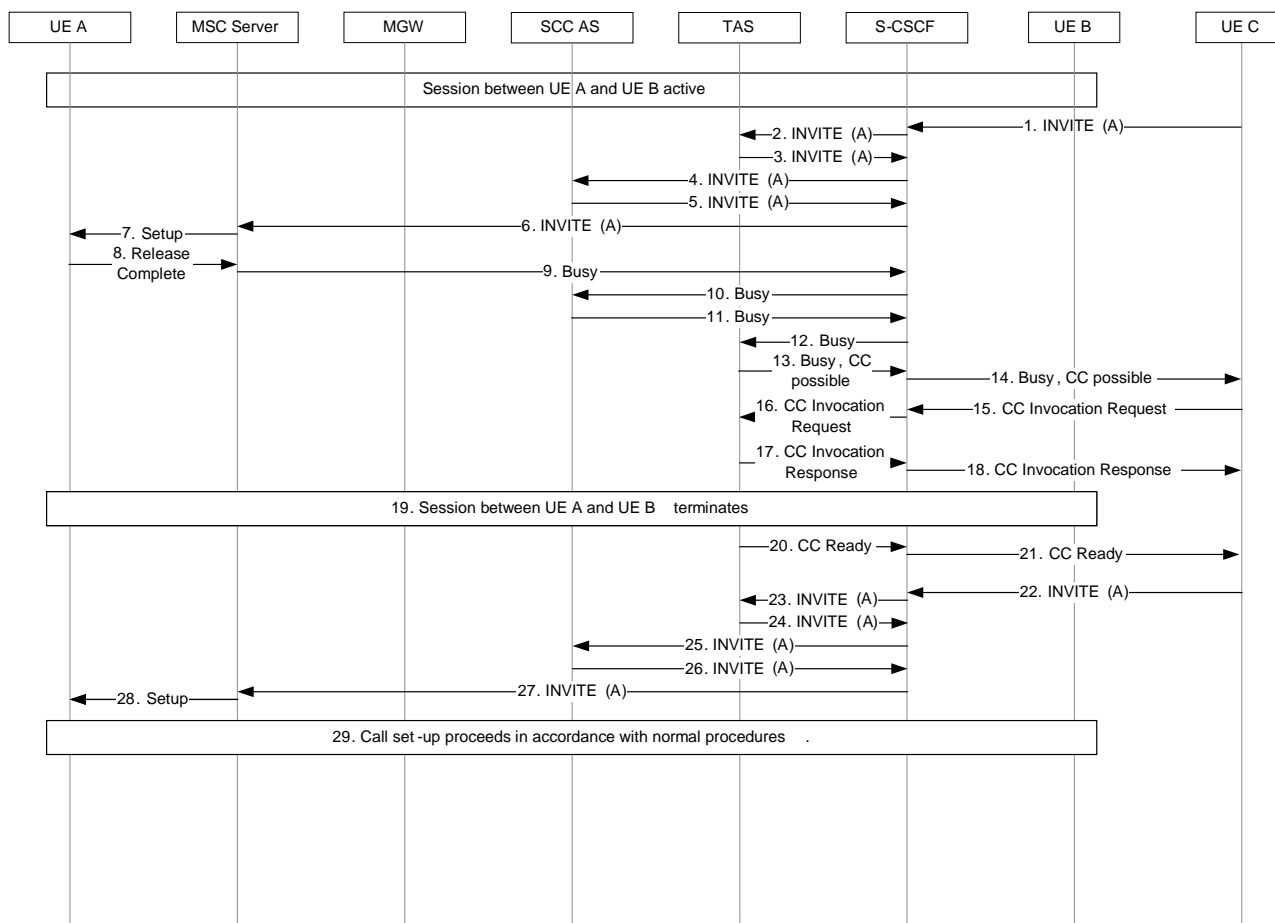 UE A
MSC Server
MGW
SCC AS
TAS
S-CSCF
UE B
UE C
Session between UE A and UE B active
1. INVITE (A)
2. INVITE (A)
3. INVITE (A)
4. INVITE (A)
5. INVITE (A)
6. INVITE (A)
7. Setup
8. Release
Complete
9. Busy
10. Busy
11. Busy
12. Busy
13. Busy, CC
possible
14. Busy, CC possible
15. CC Invocation Request
16. CC Invocation
Request
17. CC Invocation
Response
18. CC Invocation Response
19. Session between UE A and UE B terminates
20. CC Ready
21. CC Ready
22. INVITE (A)
23. INVITE (A)
24. INVITE (A)
25. INVITE (A)
26. INVITE (A)
27. INVITE (A)
28. Setup
29. Call set-up proceeds in accordance with normal procedures .